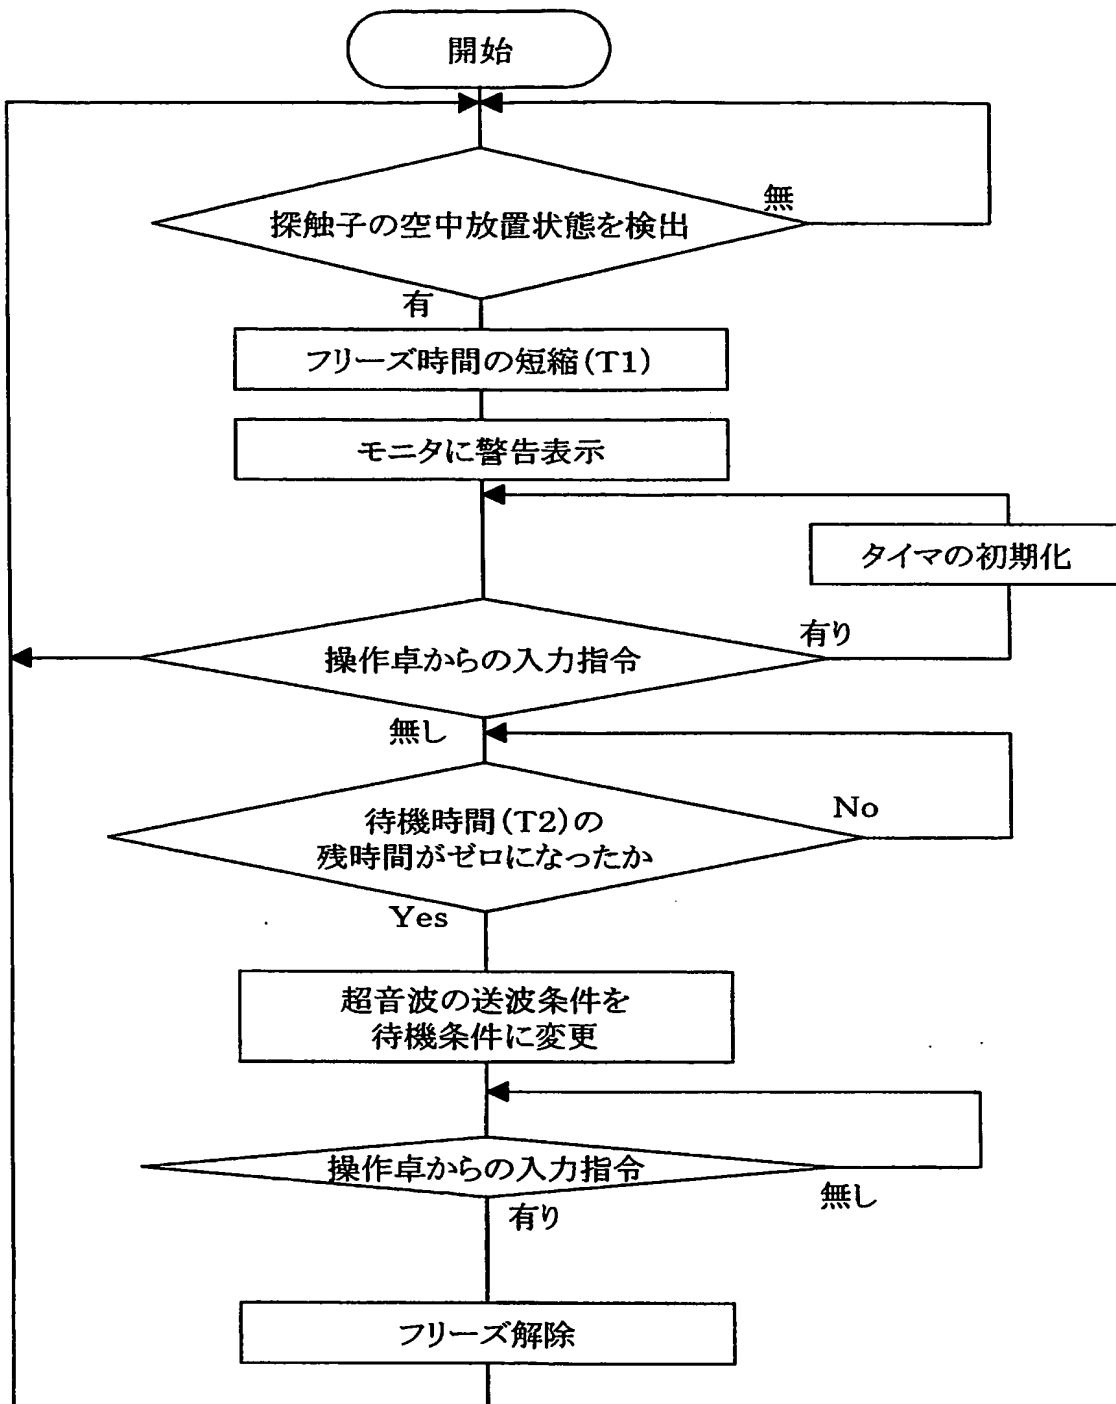 開始
無
探触子の空中放置状態を検出
有
フリーズ時間の短縮(T1)
モニタに警告表示
タイマの初期化
有り
操作卓からの入力指令
無し
No
待機時間(T2)の
残時間がゼロになったか
Yes
超音波の送波条件を
待機条件に変更
操作卓からの入力指令
無し
有り
フリーズ解除